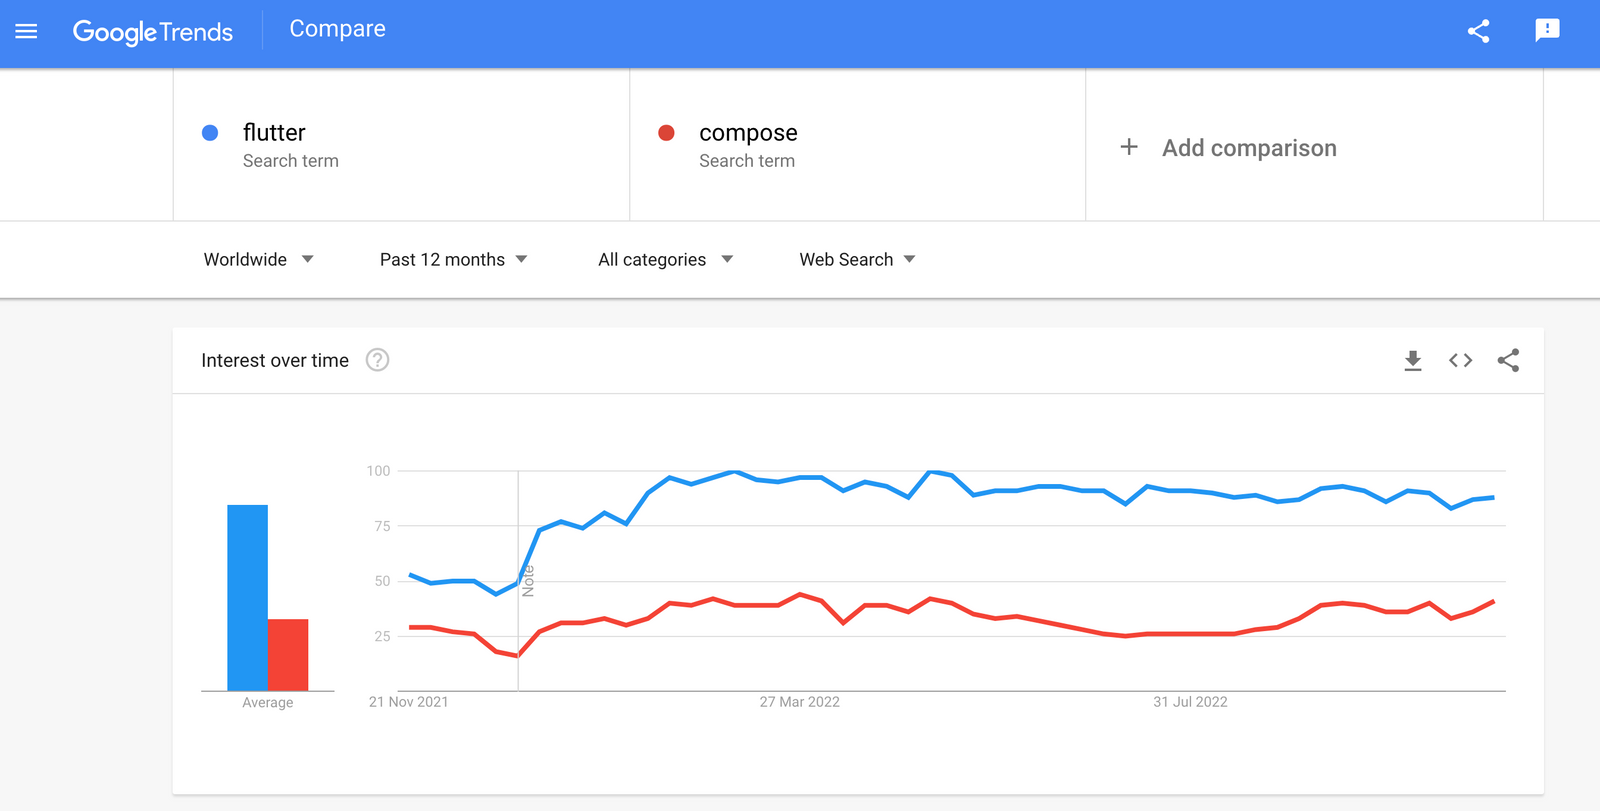 Google Trends
Compare
flutter
Search term
compose
Search term
+ Add comparison
Worldwide
Past 12 months
All categories
Web Search
Interest over time
?
100
75
50
25
Note
Average
21 Nov 2021
27 Mar 2022
31 Jul 2022